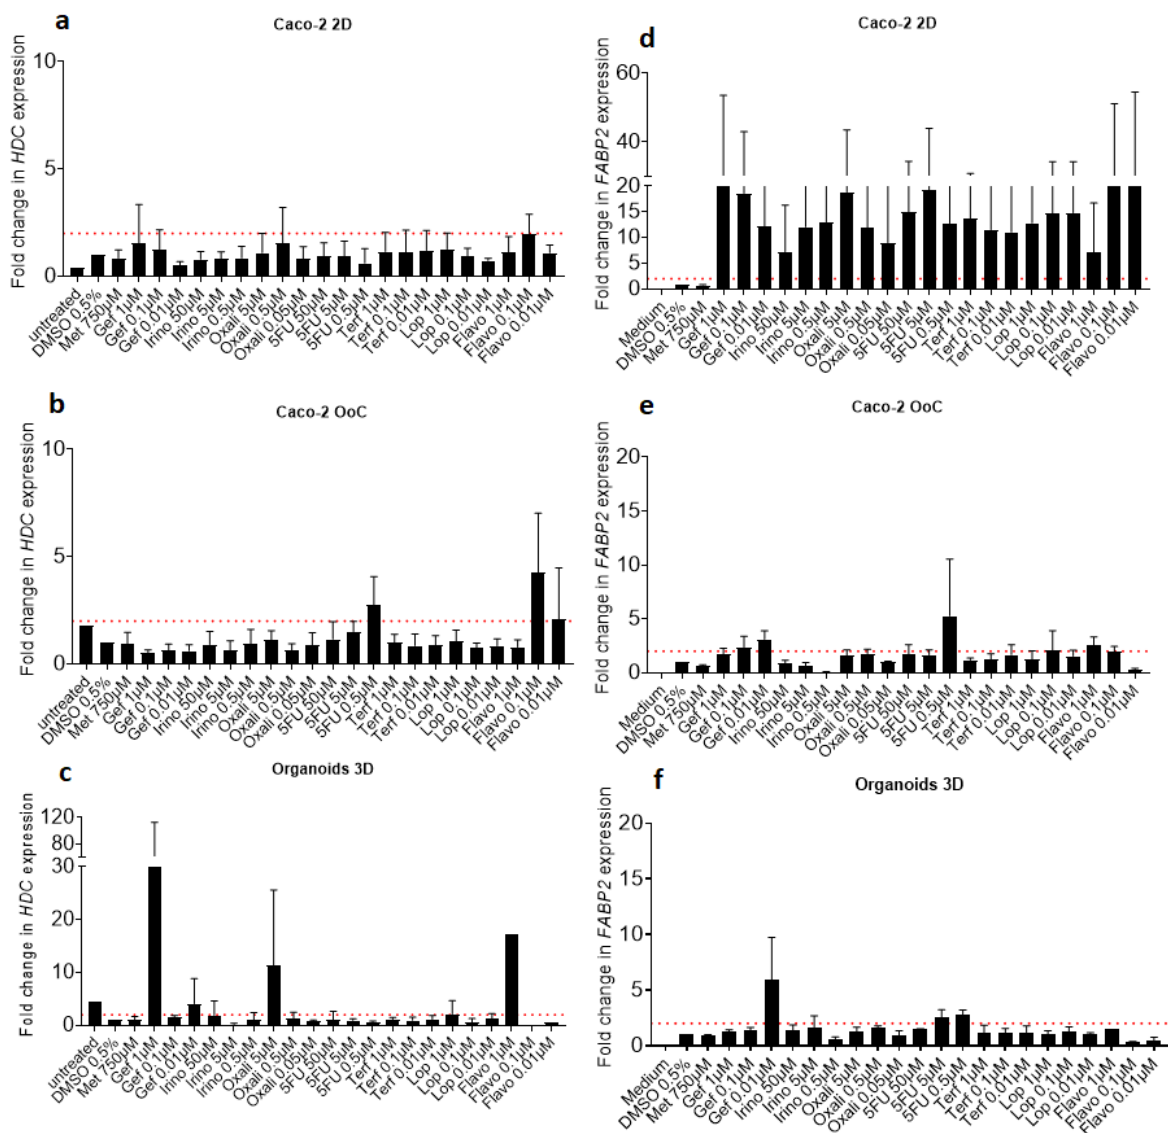 a
Caco-2 2D
Fold change in HDC expression
10
5
0
untreated
DMSO 0.5%
Met 750µM
Gef 1µM
Gef 0.1µM
Gef 0.01µM
Irino 50µM
Irino 5µM
Irino 0.5µM
Oxali 5µM
Oxali 0.5µM
Oxali 0.05µM
5FU 50µM
5FU 5µM
5FU 0.5µM
Terf 1µM
Terf 0.1µM
Terf 0.01µM
Lop 1µM
Lop 0.1µM
Lop 0.01µM
Flavo 1µM
Flavo 0.1µM
Flavo 0.01µM
d
Caco-2 2D
Fold change in FABP2 expression
60
40
20
15
10
5
0
Medium
DMSO 0.5%
Met 750µM
Gef 1µM
Gef 0.1µM
Gef 0.01µM
Irino 50µM
Irino 5µM
Irino 0.5µM
Oxali 5µM
Oxali 0.5µM
Oxali 0.05µM
5FU 50µM
5FU 5µM
5FU 0.5µM
Terf 1µM
Terf 0.1µM
Terf 0.01µM
Lop 1µM
Lop 0.1µM
Lop 0.01µM
Flavo 1µM
Flavo 0.1µM
Flavo 0.01µM
b
Caco-2 OoC
Fold change in HDC expression
10
5
0
untreated
DMSO 0.5%
Met 750µM
Gef 1µM
Gef 0.1µM
Gef 0.01µM
Irino 50µM
Irino 5µM
Irino 0.5µM
Oxali 5µM
Oxali 0.5µM
Oxali 0.05µM
5FU 50µM
5FU 5µM
5FU 0.5µM
Terf 1µM
Terf 0.1µM
Terf 0.01µM
Lop 1µM
Lop 0.1µM
Lop 0.01µM
Flavo 1µM
Flavo 0.1µM
Flavo 0.01µM
e
Caco-2 OoC
Fold change in FABP2 expression
20
15
10
5
0
Medium
DMSO 0.5%
Met 750µM
Gef 1µM
Gef 0.1µM
Gef 0.01µM
Irino 50µM
Irino 5µM
Irino 0.5µM
Oxali 5µM
Oxali 0.5µM
Oxali 0.05µM
5FU 50µM
5FU 5µM
5FU 0.5µM
Terf 1µM
Terf 0.1µM
Terf 0.01µM
Lop 1µM
Lop 0.1µM
Lop 0.01µM
Flavo 1µM
Flavo 0.1µM
Flavo 0.01µM
c
Organoids 3D
Fold change in HDC expression
120
80
30
20
10
0
untreated
DMSO 0.5%
Met 750µM
Gef 1µM
Gef 0.1µM
Gef 0.01µM
Irino 50µM
Irino 5µM
Irino 0.5µM
Oxali 5µM
Oxali 0.5µM
Oxali 0.05µM
5FU 50µM
5FU 5µM
5FU 0.5µM
Terf 1µM
Terf 0.1µM
Terf 0.01µM
Lop 1µM
Lop 0.1µM
Lop 0.01µM
Flavo 1µM
Flavo 0.1µM
Flavo 0.01µM
f
Organoids 3D
Fold change in FABP2 expression
20
15
10
5
0
Medium
DMSO 0.5%
Met 750µM
Gef 1µM
Gef 0.1µM
Gef 0.01µM
Irino 50µM
Irino 5µM
Irino 0.5µM
Oxali 5µM
Oxali 0.5µM
Oxali 0.05µM
5FU 50µM
5FU 5µM
5FU 0.5µM
Terf 1µM
Terf 0.1µM
Terf 0.01µM
Lop 1µM
Lop 0.1µM
Lop 0.01µM
Flavo 1µM
Flavo 0.1µM
Flavo 0.01µM